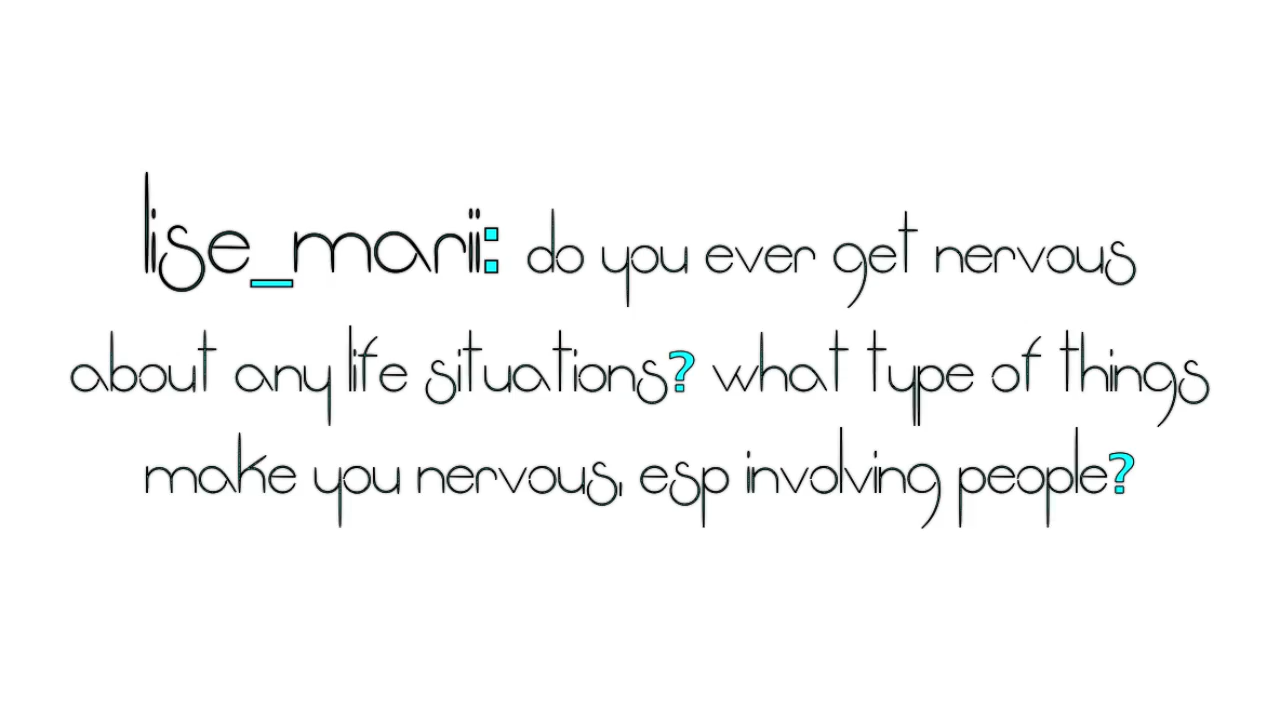 lise_marii: do you ever get nervous
about any life situations? what type of things
make you nervous, esp involving people?